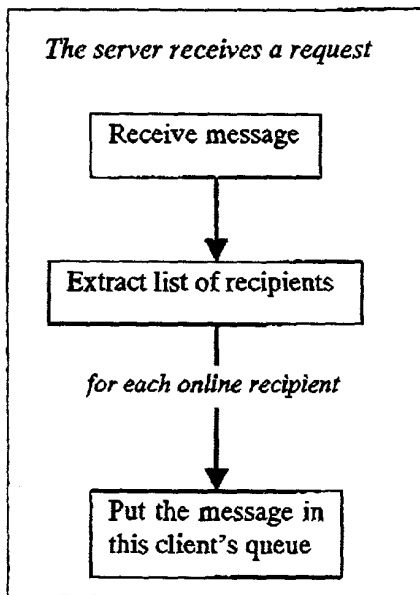 The server receives a request
Receive message
Extract list of recipients
for each online recipient
Put the message in
this client's queue